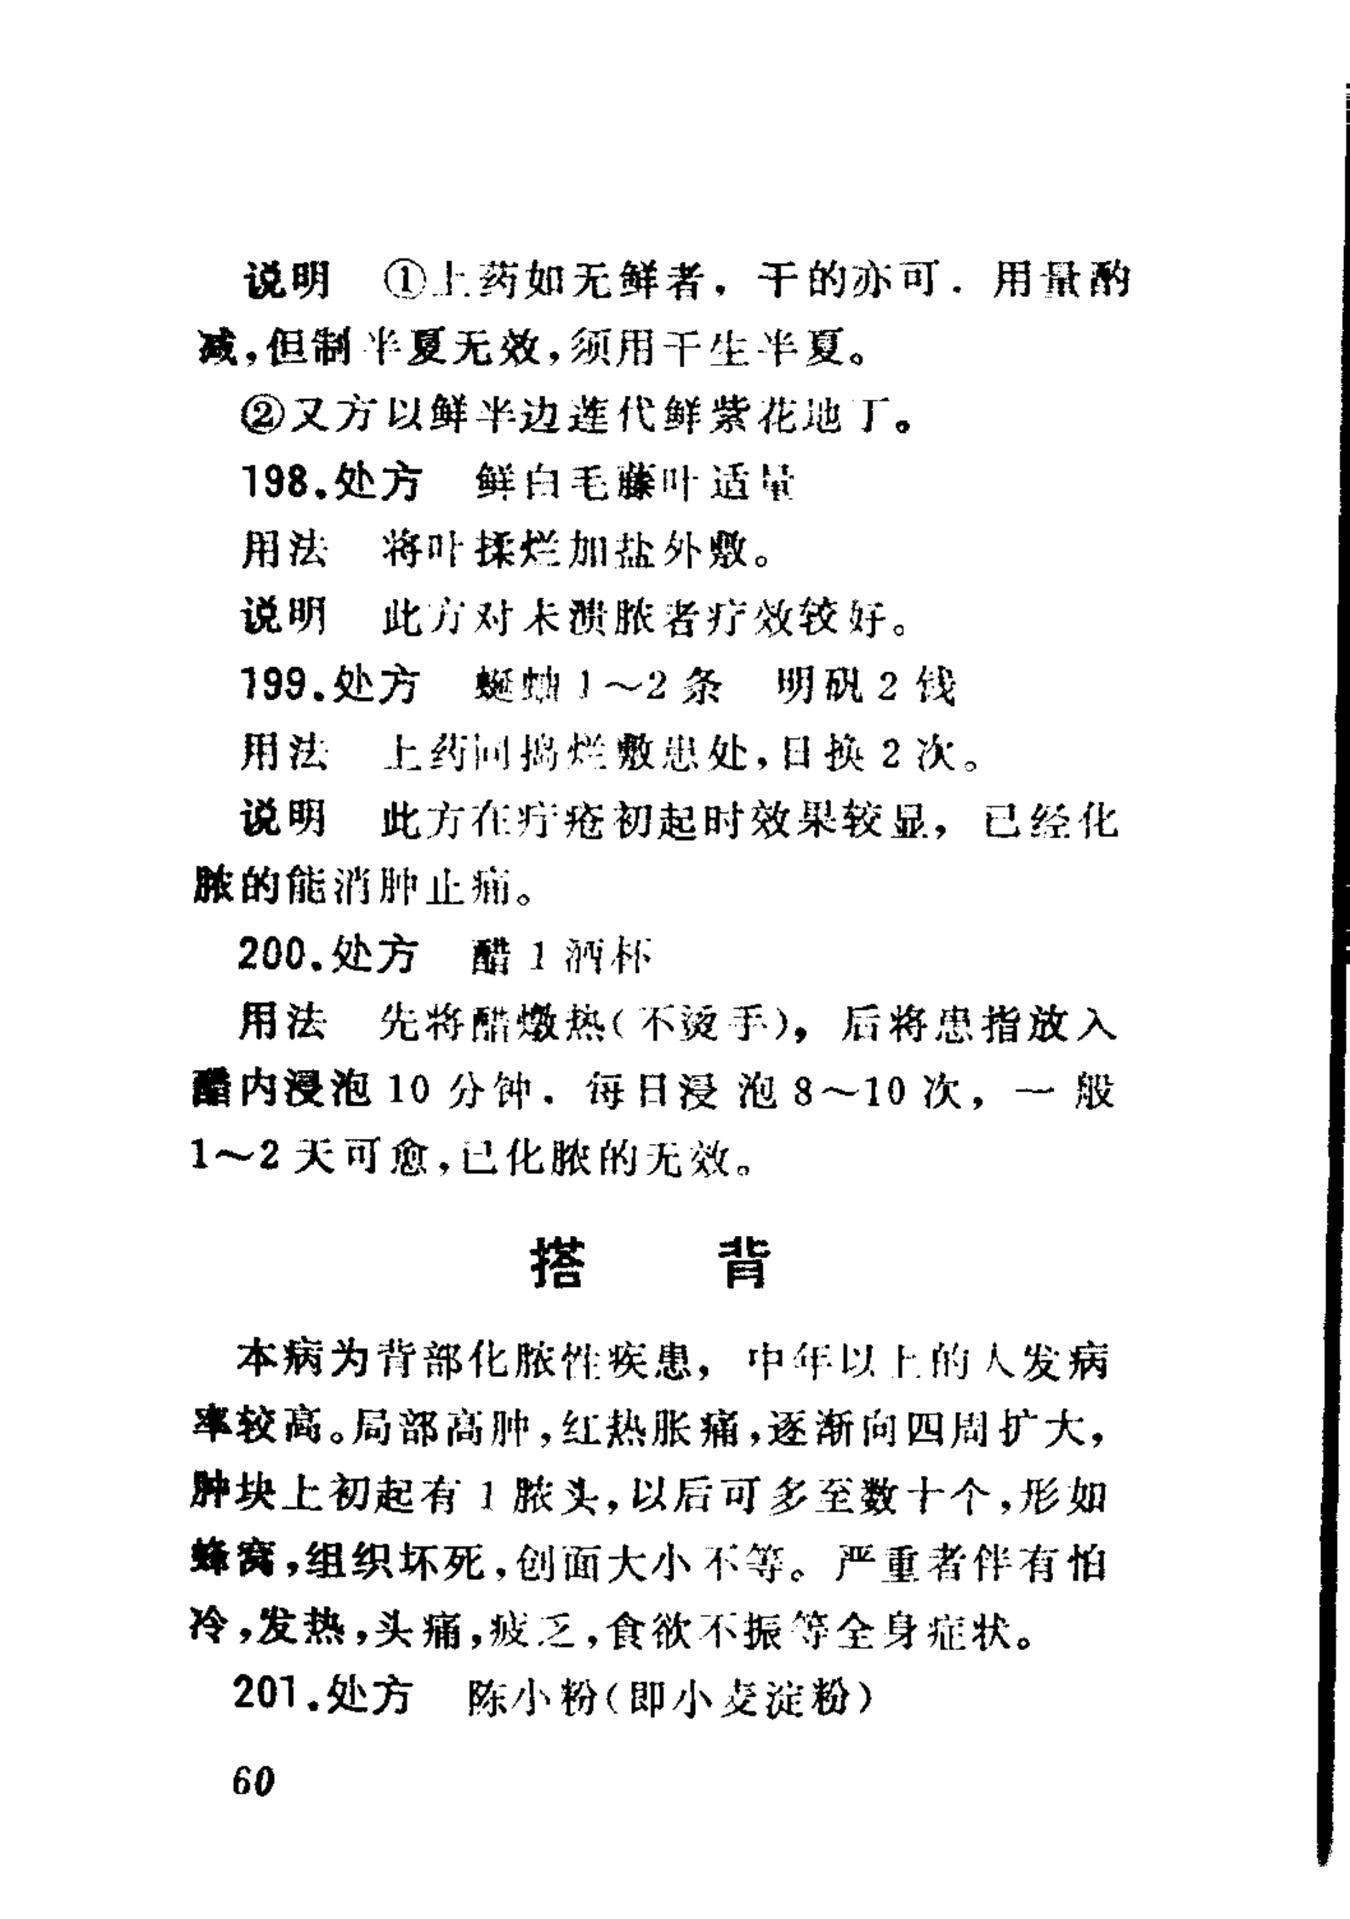 说明　①上药如无鲜者，干的亦可．用量酌
减，但制半夏无效，须用干生半夏。
②又方以鲜半边莲代鲜紫花地丁。
198.处方　鲜白毛藤叶适量
用法　将叶揉烂加盐外敷。
说明　此方对未溃脓者疗效较好。
199.处方　蜒蚰1～2条　明矾2钱
用法　上药同捣烂敷患处，日换2次。
说明　此方在疔疮初起时效果较显，已经化
脓的能消肿止痛。
200.处方　醋1酒杯
用法　先将醋燉热（不烫手），后将患指放入
醋内浸泡10分钟．每日浸泡8～10次，一般
1～2天可愈，已化脓的无效。
搭　背
本病为背部化脓性疾患，中年以上的人发病
率较高。局部高肿，红热胀痛，逐渐向四周扩大，
肿块上初起有1脓头，以后可多至数十个，形如
蜂窝，组织坏死，创面大小不等。严重者伴有怕
冷，发热，头痛，疲乏，食欲不振等全身症状。
201.处方　陈小粉（即小麦淀粉）
60